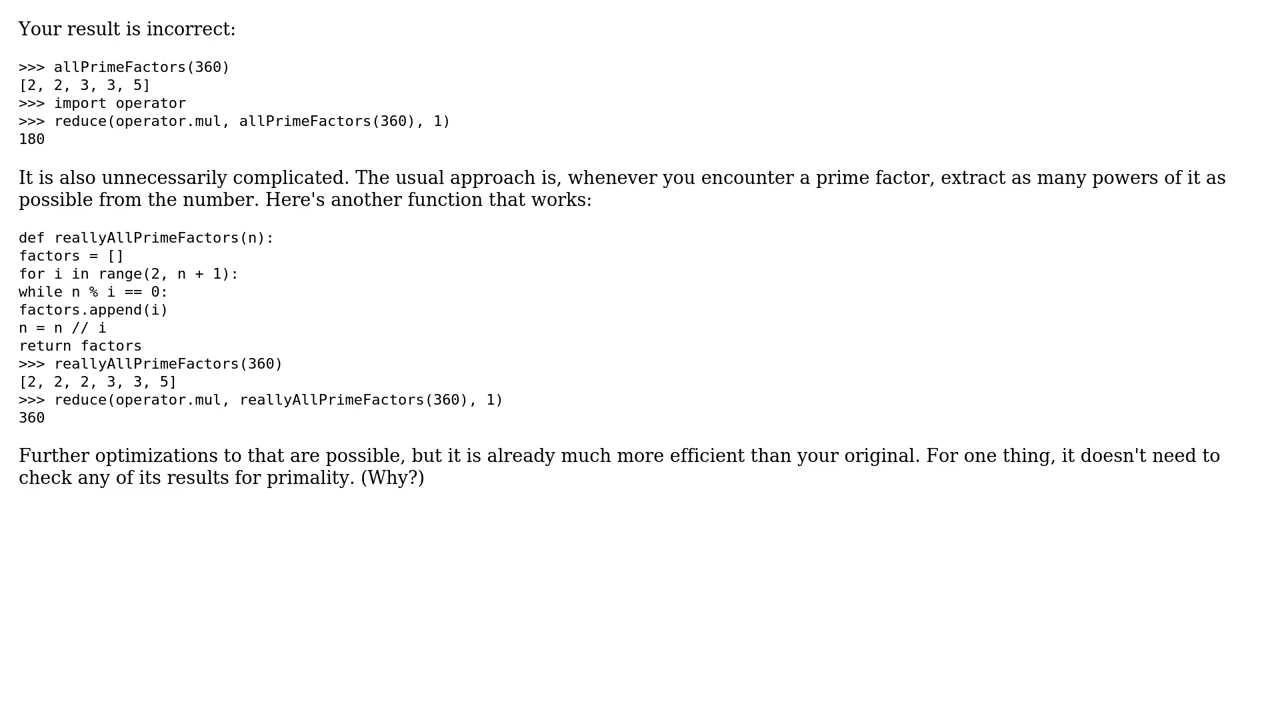 Your result is incorrect:
>>> allPrimeFactors(360)
[2, 2, 3, 3, 5]
>>> import operator
>>> reduce(operator.mul, allPrimeFactors(360), 1)
180
It is also unnecessarily complicated. The usual approach is, whenever you encounter a prime factor, extract as many powers of it as
possible from the number. Here's another function that works:
def reallyAllPrimeFactors(n):
factors = []
for i in range(2, n + 1):
while n % i == 0:
factors.append(i)
n = n // i
return factors
>>> reallyAllPrimeFactors(360)
[2, 2, 2, 3, 3, 5]
>>> reduce(operator.mul, reallyAllPrimeFactors(360), 1)
360
Further optimizations to that are possible, but it is already much more efficient than your original. For one thing, it doesn't need to
check any of its results for primality. (Why?)